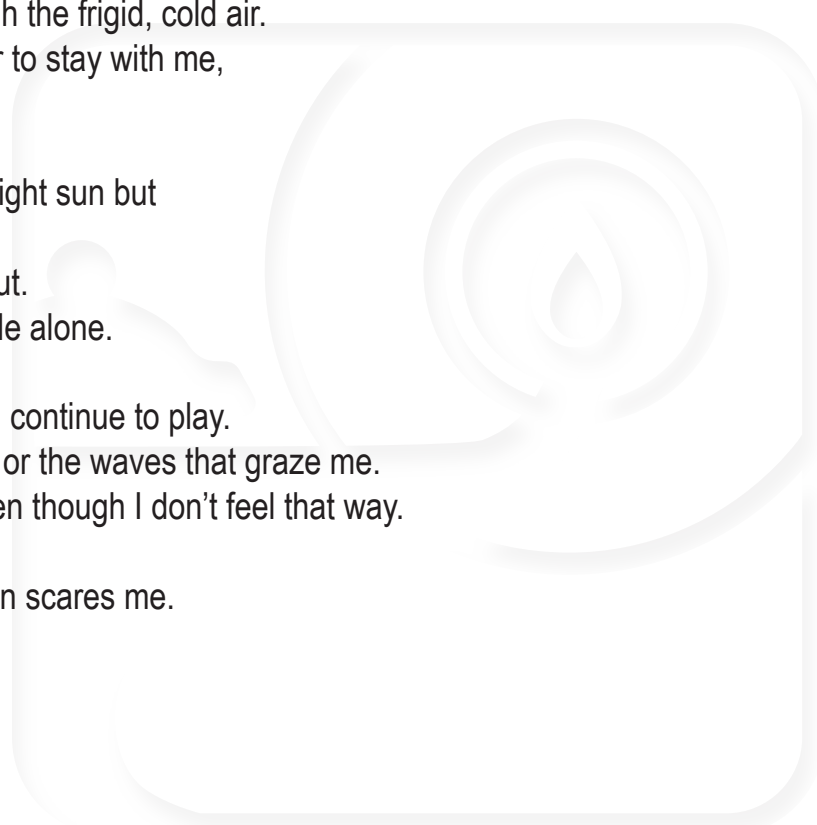 h the frigid, cold air.
r to stay with me,
ight sun but
ut.
le alone.
continue to play.
or the waves that graze me.
en though I don’t feel that way.
n scares me.